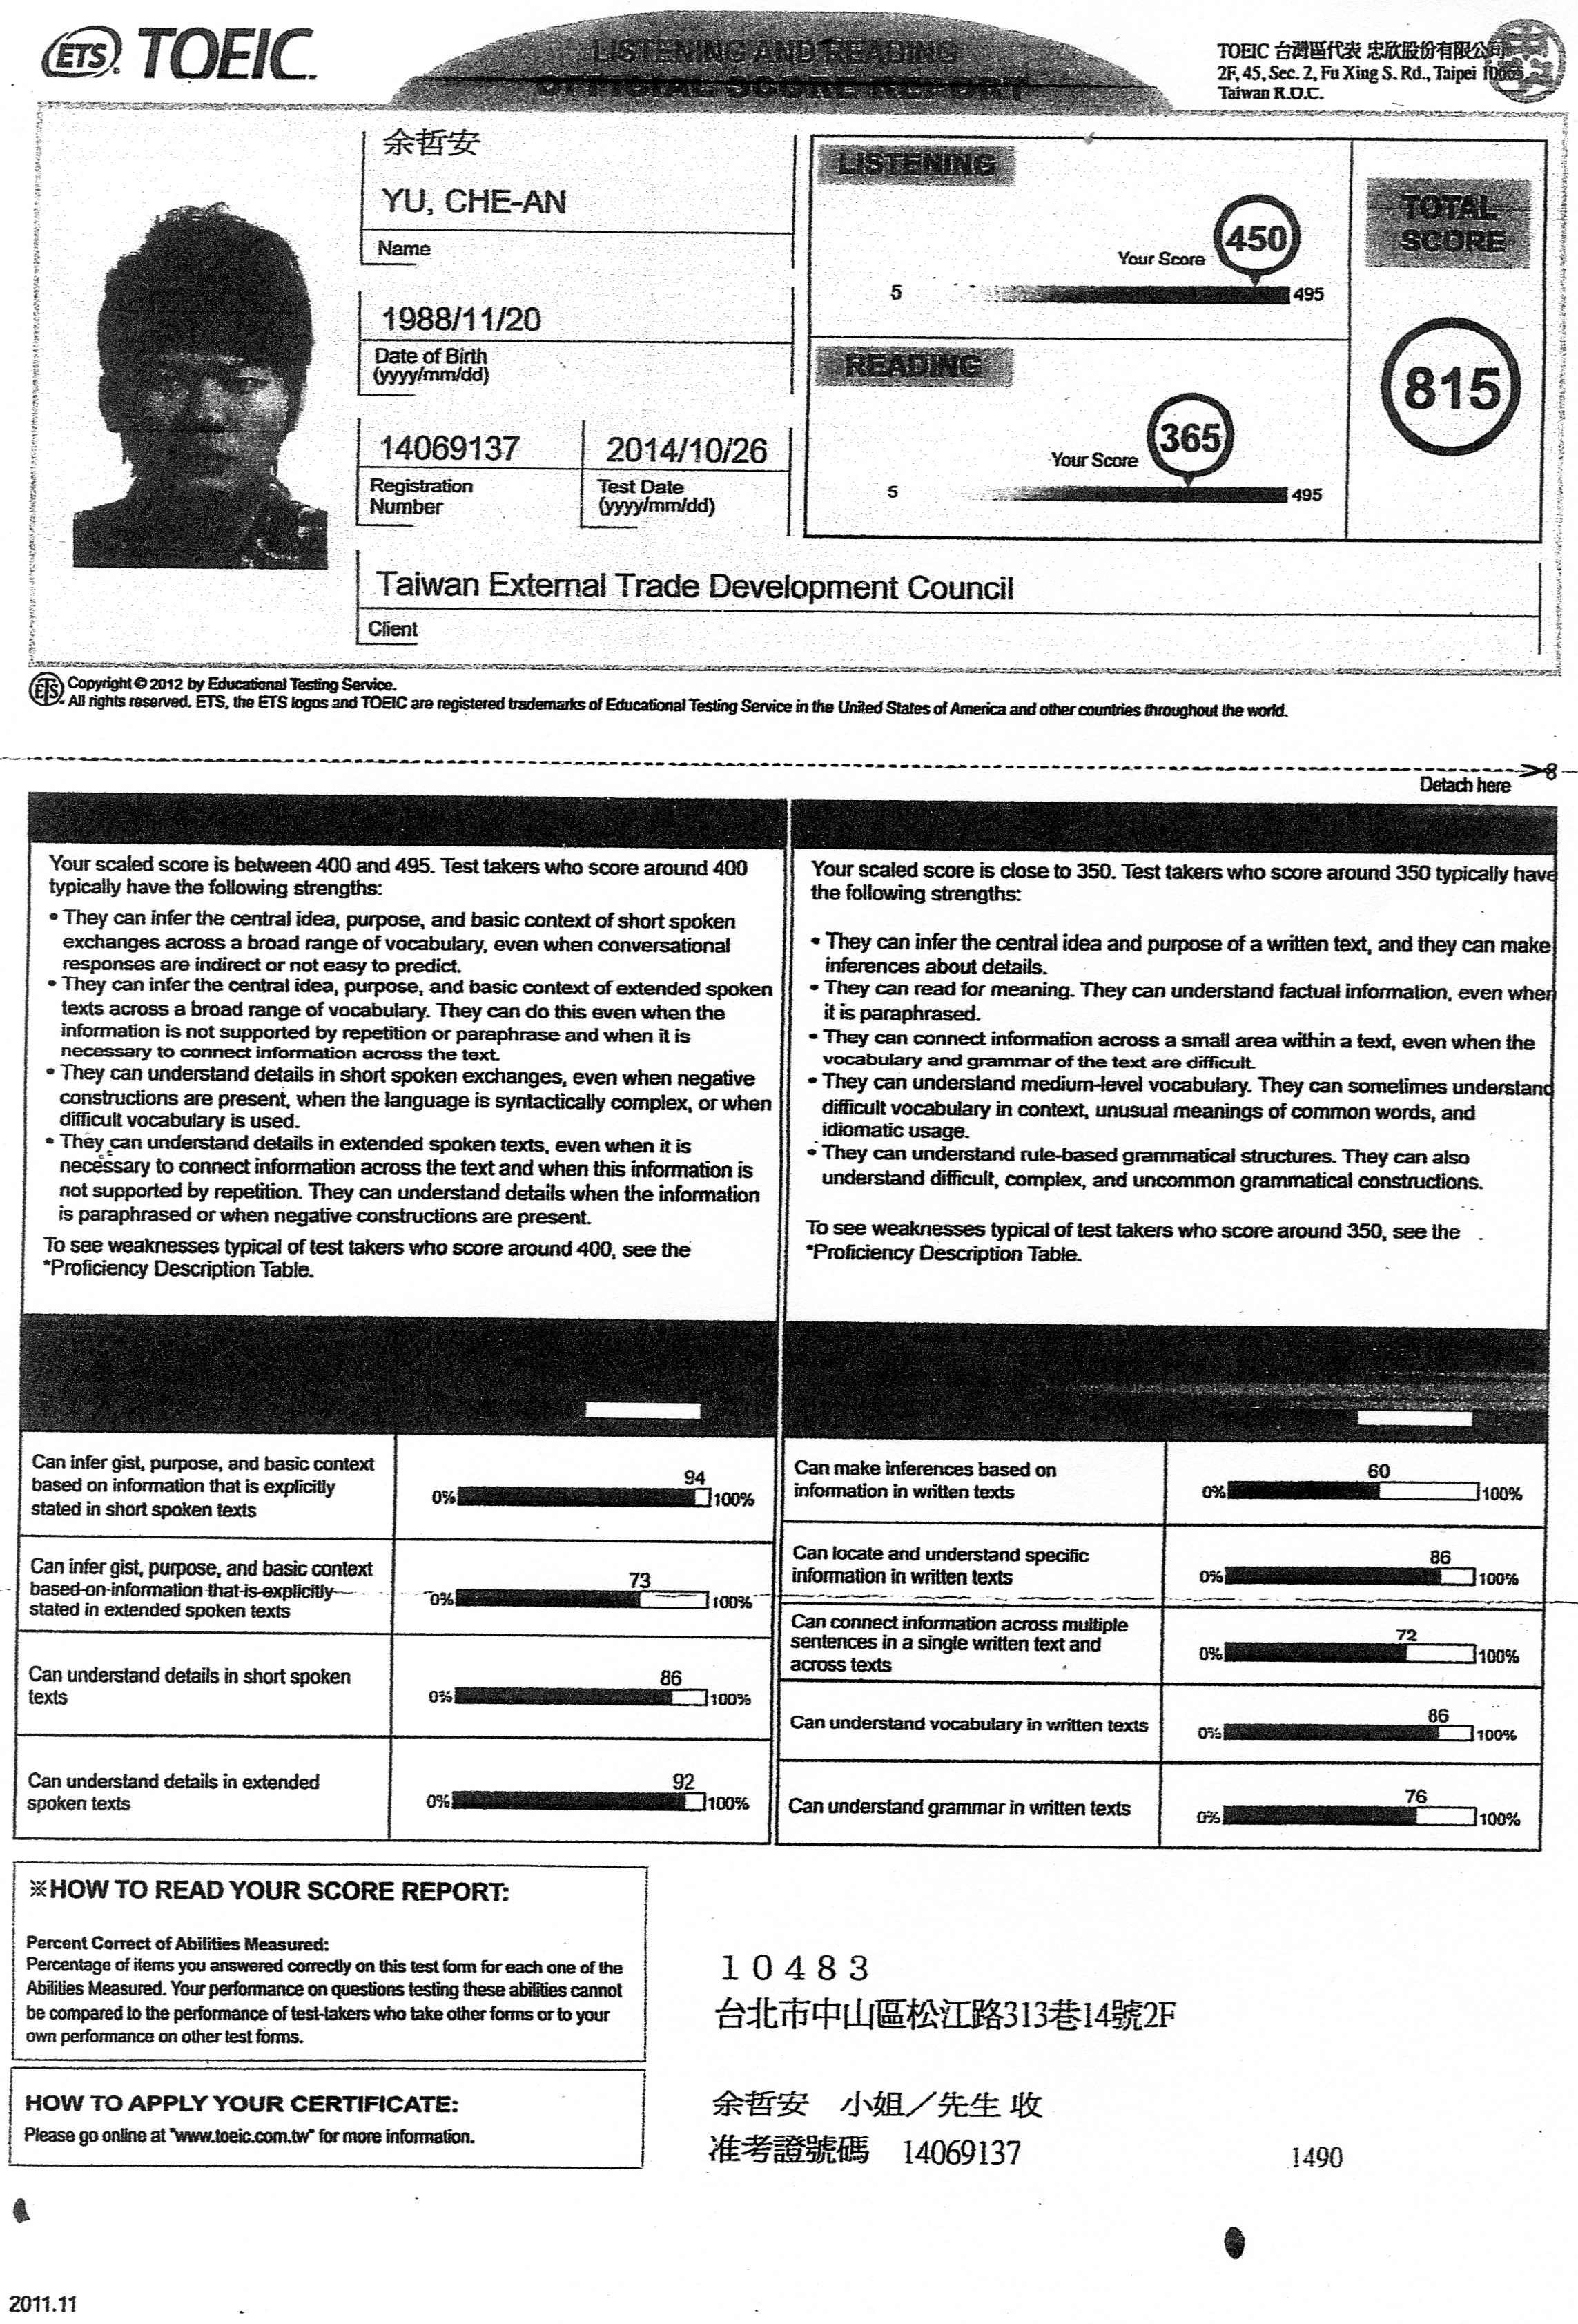 ETS TOEIC.
LISTENING AND READING
OFFICIAL SCORE REPORT
TOEIC 台灣區代表 忠欣股份有限公司
2F, 45, Sec. 2, Fu Xing S. Rd., Taipei
Taiwan R.O.C.
余哲安
YU, CHE-AN
Name
1988/11/20
Date of Birth
(yyyy/mm/dd)
14069137
Registration
Number
2014/10/26
Test Date
(yyyy/mm/dd)
LISTENING
Your Score 450
5 495
READING
Your Score 365
5 495
TOTAL
SCORE
815
Taiwan External Trade Development Council
Client
ETS Copyright © 2012 by Educational Testing Service.
All rights reserved. ETS, the ETS logos and TOEIC are registered trademarks of Educational Testing Service in the United States of America and other countries throughout the world.
Detach here
Your scaled score is between 400 and 495. Test takers who score around 400
typically have the following strengths:
• They can infer the central idea, purpose, and basic context of short spoken
exchanges across a broad range of vocabulary, even when conversational
responses are indirect or not easy to predict.
• They can infer the central idea, purpose, and basic context of extended spoken
texts across a broad range of vocabulary. They can do this even when the
information is not supported by repetition or paraphrase and when it is
necessary to connect information across the text.
• They can understand details in short spoken exchanges, even when negative
constructions are present, when the language is syntactically complex, or when
difficult vocabulary is used.
• They can understand details in extended spoken texts, even when it is
necessary to connect information across the text and when this information is
not supported by repetition. They can understand details when the information
is paraphrased or when negative constructions are present.
To see weaknesses typical of test takers who score around 400, see the
*Proficiency Description Table.
Your scaled score is close to 350. Test takers who score around 350 typically have
the following strengths:
• They can infer the central idea and purpose of a written text, and they can make
inferences about details.
• They can read for meaning. They can understand factual information, even when
it is paraphrased.
• They can connect information across a small area within a text, even when the
vocabulary and grammar of the text are difficult.
• They can understand medium-level vocabulary. They can sometimes understand
difficult vocabulary in context, unusual meanings of common words, and
idiomatic usage.
• They can understand rule-based grammatical structures. They can also
understand difficult, complex, and uncommon grammatical constructions.
To see weaknesses typical of test takers who score around 350, see the
*Proficiency Description Table.
Can infer gist, purpose, and basic context
based on information that is explicitly
stated in short spoken texts
94
0% 100%
Can infer gist, purpose, and basic context
based on information that is explicitly
stated in extended spoken texts
73
0% 100%
Can understand details in short spoken
texts
86
0% 100%
Can understand details in extended
spoken texts
92
0% 100%
Can make inferences based on
information in written texts
60
0% 100%
Can locate and understand specific
information in written texts
86
0% 100%
Can connect information across multiple
sentences in a single written text and
across texts
72
0% 100%
Can understand vocabulary in written texts
86
0% 100%
Can understand grammar in written texts
76
0% 100%
※HOW TO READ YOUR SCORE REPORT:
Percent Correct of Abilities Measured:
Percentage of items you answered correctly on this test form for each one of the
Abilities Measured. Your performance on questions testing these abilities cannot
be compared to the performance of test-takers who take other forms or to your
own performance on other test forms.
HOW TO APPLY YOUR CERTIFICATE:
Please go online at "www.toeic.com.tw" for more information.
10483
台北市中山區松江路313巷14號2F
余哲安 小姐／先生 收
准考證號碼 14069137
1490
2011.11